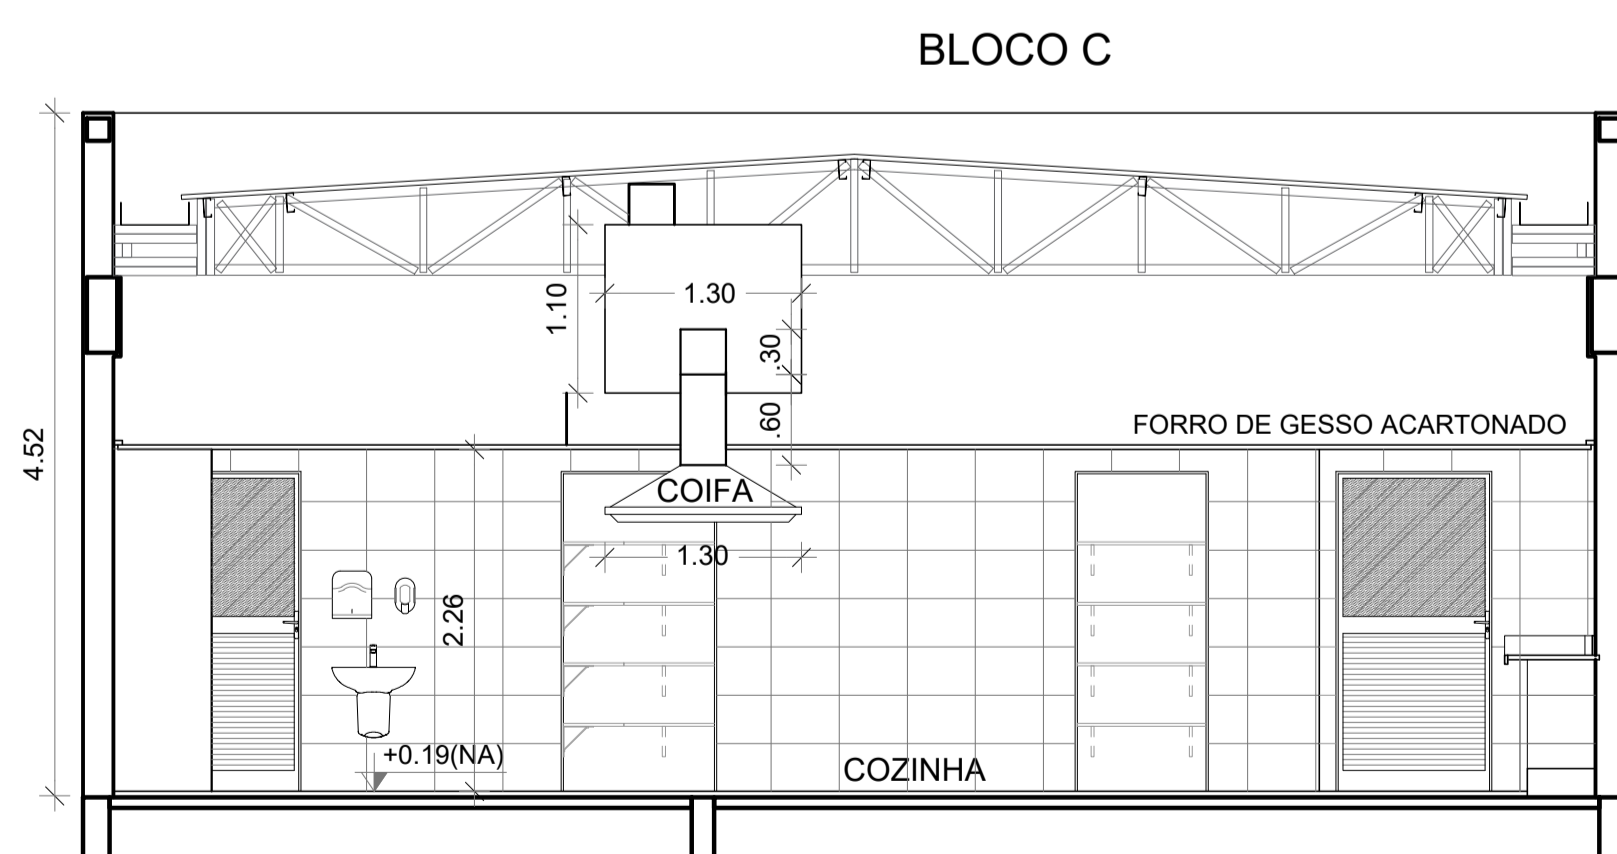 BLOCO C
1.30
1.10
.30
.60
4.52
FORRO DE GESSO ACARTONADO
COIFA
1.30
2.26
+0.19(NA)
COZINHA